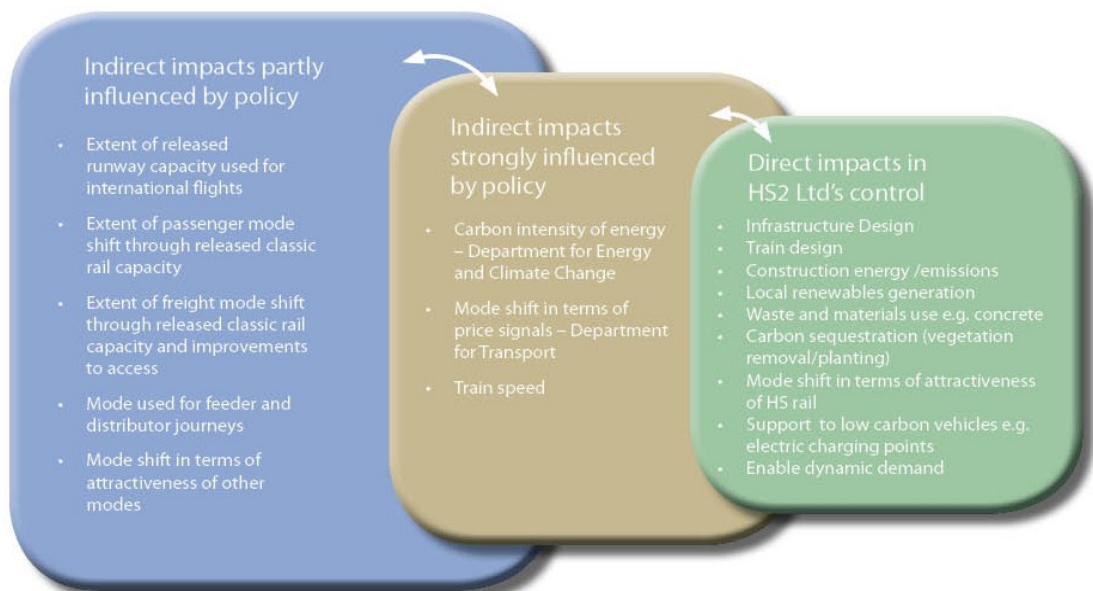 Indirect impacts partly
influenced by policy
• Extent of released
runway capacity used for
international flights
• Extent of passenger mode
shift through released classic
rail capacity
• Extent of freight mode shift
through released classic rail
capacity and improvements
to access
• Mode used for feeder and
distributor journeys
• Mode shift in terms of
attractiveness of other
modes
Indirect impacts
strongly influenced
by policy
• Carbon intensity of energy
– Department for Energy
and Climate Change
• Mode shift in terms of
price signals – Department
for Transport
• Train speed
Direct impacts in
HS2 Ltd's control
• Infrastructure Design
• Train design
• Construction energy /emissions
• Local renewables generation
• Waste and materials use e.g. concrete
• Carbon sequestration (vegetation
removal/planting)
• Mode shift in terms of attractiveness
of HS rail
• Support to low carbon vehicles e.g.
electric charging points
• Enable dynamic demand